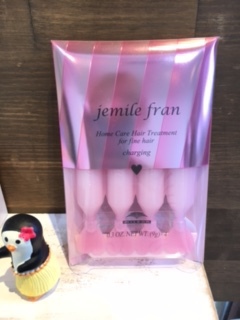 jemile fran
Home Care Hair Treatment
for fine hair
charging